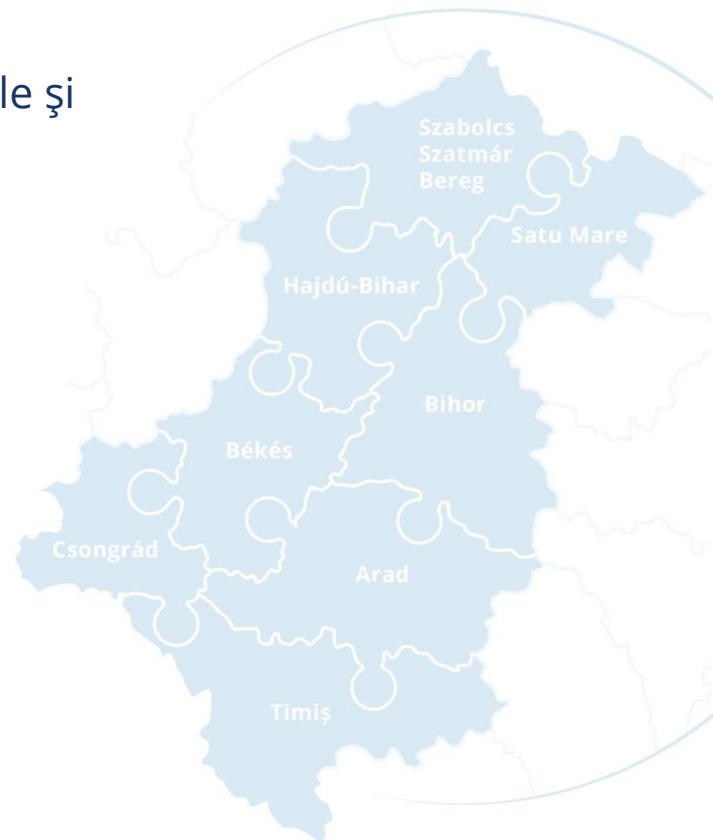 le şi
Szabolcs
Szatmár
Bereg
Satu Mare
Hajdú-Bihar
Bihor
Békés
Csongrád
Arad
Timiș